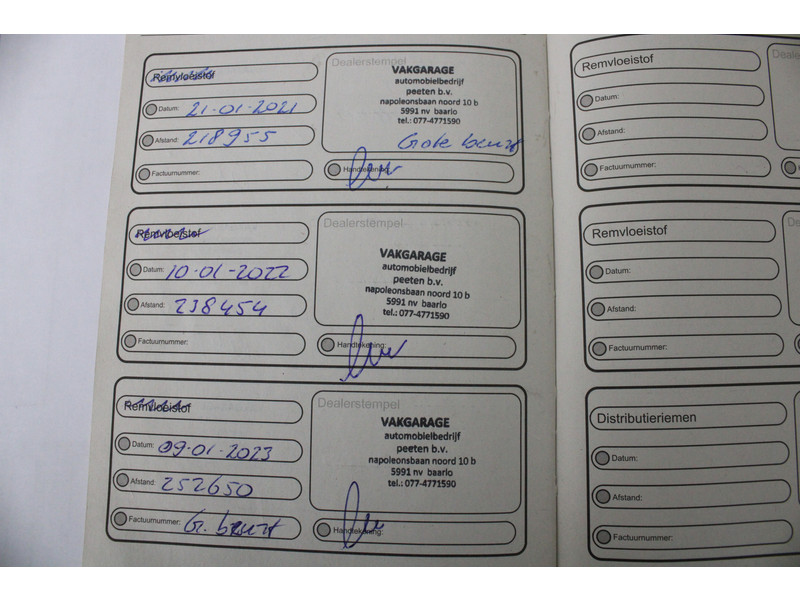 Remvloeistof
Datum: 21-01-2021
Afstand: 218955
Factuurnummer:
Dealerstempel
VAKGARAGE
automobielbedrijf
peeten b.v.
napoleonsbaan noord 10 b
5991 nv baarlo
tel.: 077-4771590
Grote beurt
Handtekening:
Remvloeistof
Datum: 10-01-2022
Afstand: 238454
Factuurnummer:
Dealerstempel
VAKGARAGE
automobielbedrijf
peeten b.v.
napoleonsbaan noord 10 b
5991 nv baarlo
tel.: 077-4771590
Handtekening:
Remvloeistof
Datum: 09-01-2023
Afstand: 252650
Factuurnummer: G. beurt
Dealerstempel
VAKGARAGE
automobielbedrijf
peeten b.v.
napoleonsbaan noord 10 b
5991 nv baarlo
tel.: 077-4771590
Handtekening:
Remvloeistof
Datum:
Afstand:
Factuurnummer:
Remvloeistof
Datum:
Afstand:
Factuurnummer:
Distributieriemen
Datum:
Afstand:
Factuurnummer: